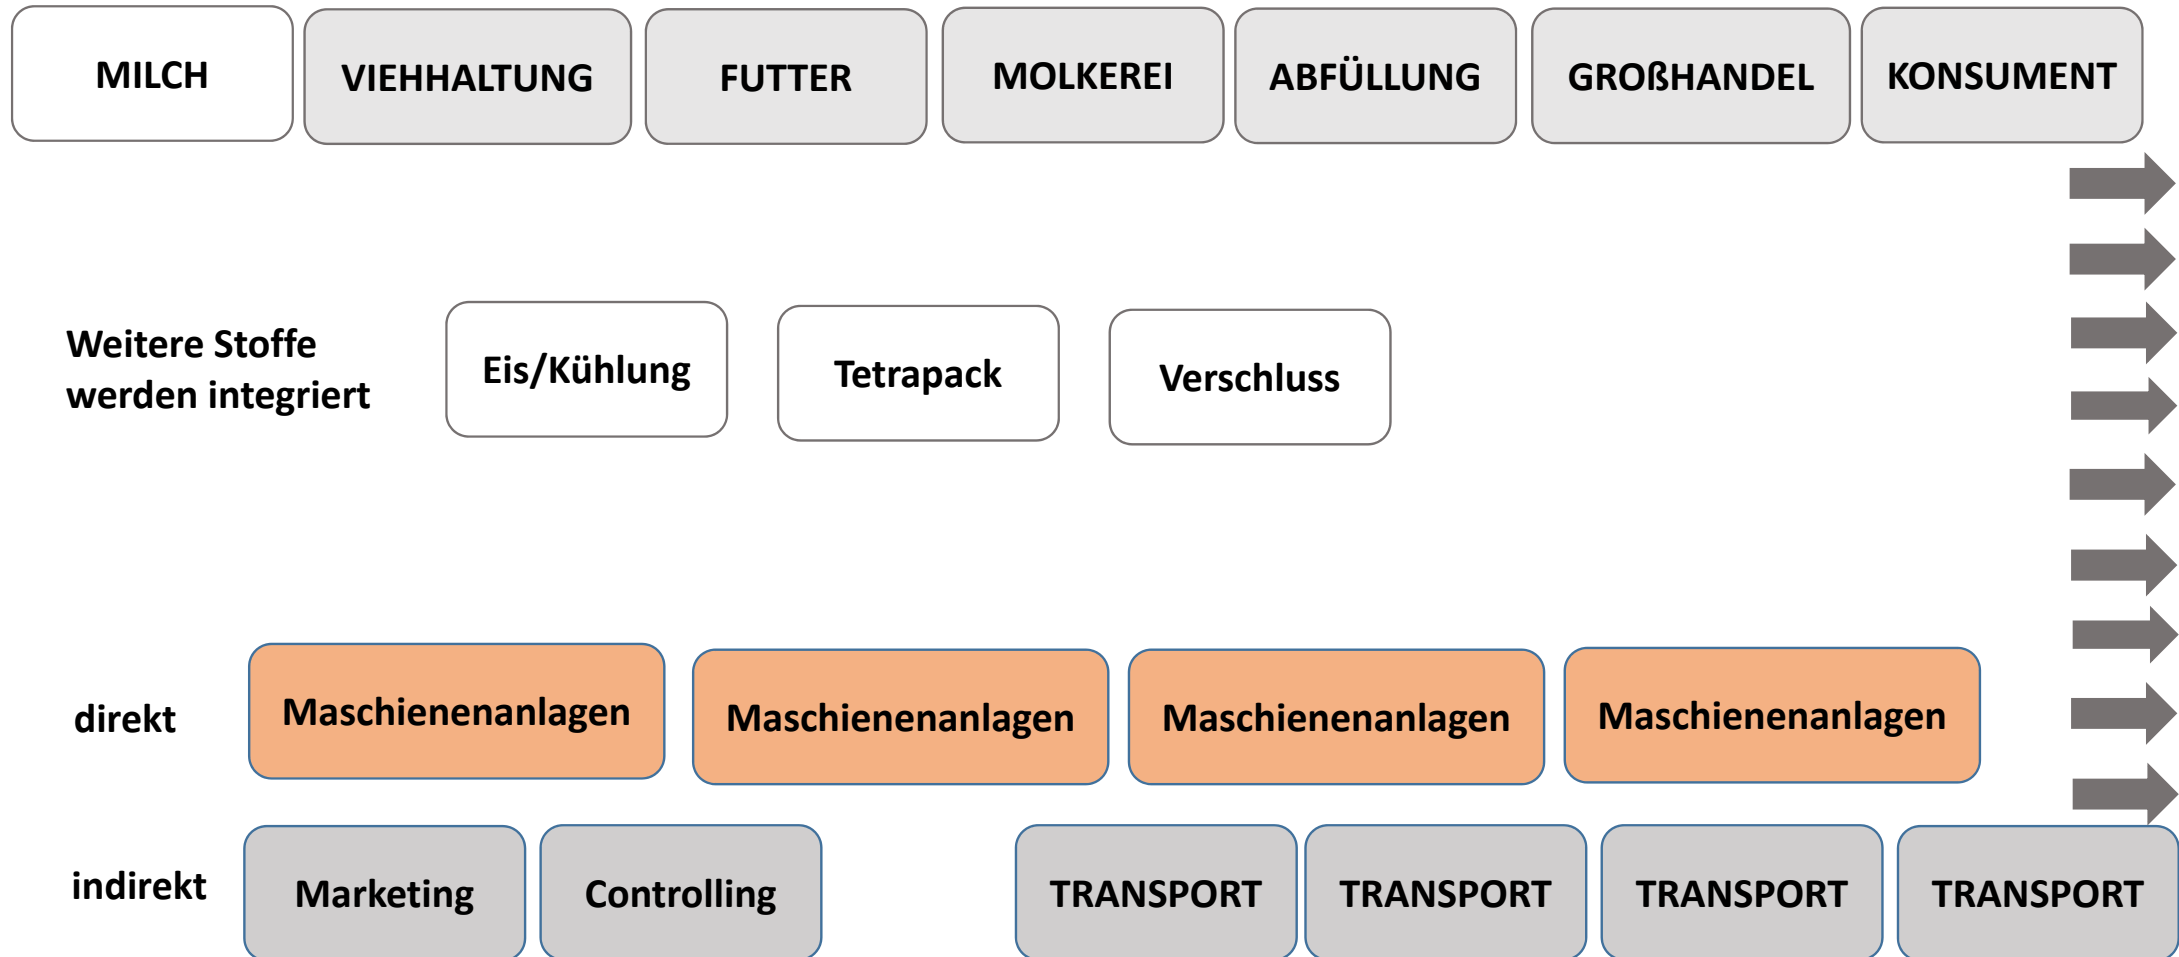 MILCH
VIEHHALTUNG
FUTTER
MOLKEREI
ABFÜLLUNG
GROßHANDEL
KONSUMENT
Weitere Stoffe
werden integriert
Eis/Kühlung
Tetrapack
Verschluss
direkt
Maschienenanlagen
Maschienenanlagen
Maschienenanlagen
Maschienenanlagen
indirekt
Marketing
Controlling
TRANSPORT
TRANSPORT
TRANSPORT
TRANSPORT